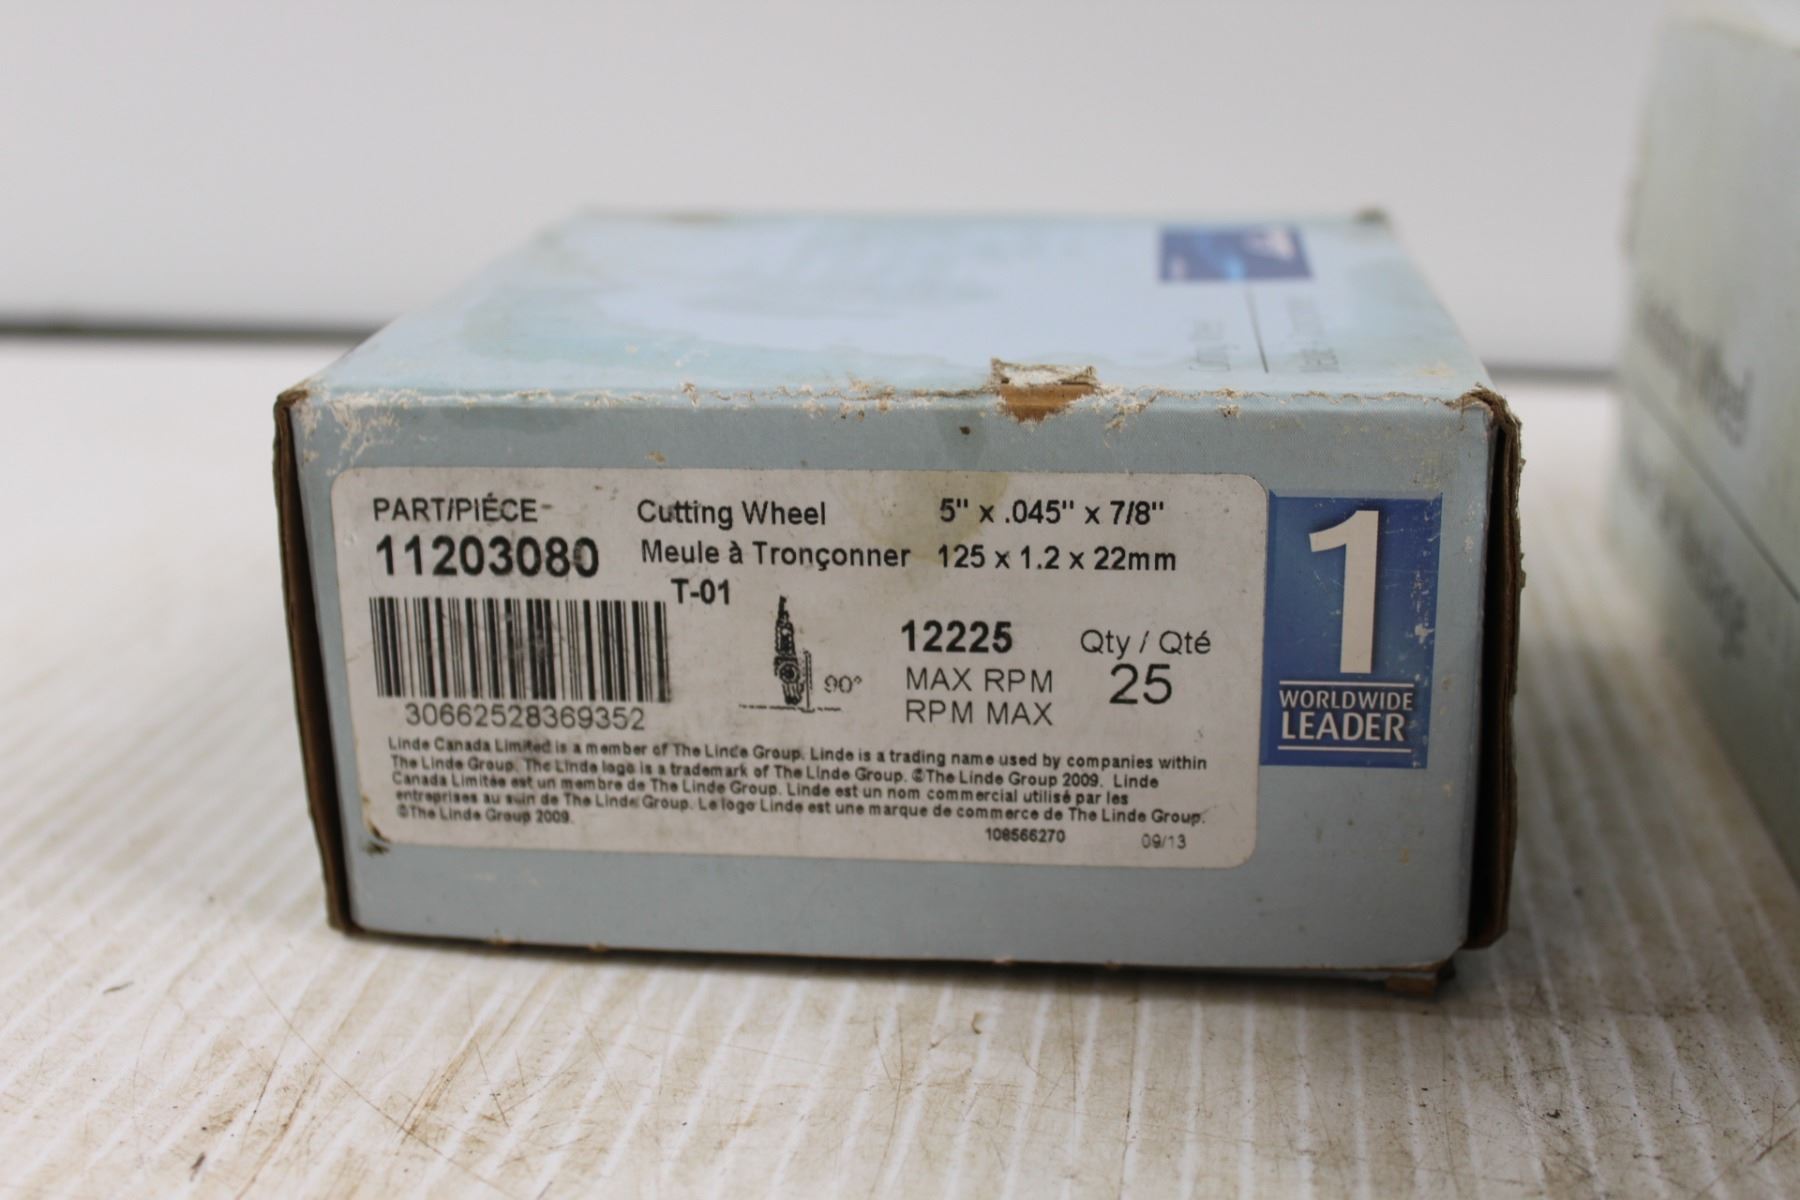 PART/PIÉCE
11203080
Cutting Wheel
Meule à Tronçonner
T-01
5" x .045" x 7/8"
125 x 1.2 x 22mm
90°
12225
MAX RPM
RPM MAX
Qty / Qté
25
30662528369352
Linde Canada Limited is a member of The Linde Group. Linde is a trading name used by companies within
The Linde Group. The Linde logo is a trademark of The Linde Group. ©The Linde Group 2009. Linde
Canada Limitée est un membre de The Linde Group. Linde est un nom commercial utilisé par les
entreprises au suin de The Linde Group. Le logo Linde est une marque de commerce de The Linde Group.
©The Linde Group 2009.
108566270
09/13
1
WORLDWIDE
LEADER